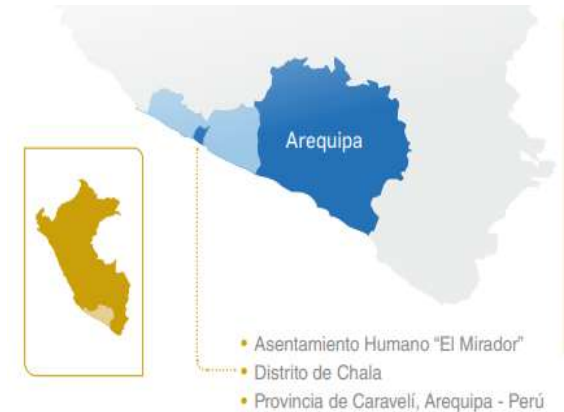 Arequipa
• Asentamiento Humano “El Mirador”
• Distrito de Chala
• Provincia de Caravelí, Arequipa - Perú